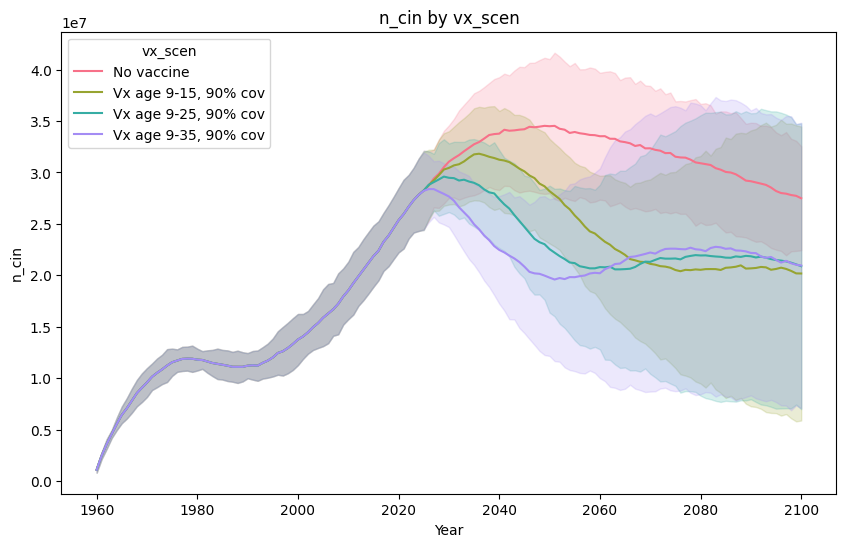 n_cin by vx_scen
1e7
vx_scen
No vaccine
Vx age 9-15, 90% cov
Vx age 9-25, 90% cov
Vx age 9-35, 90% cov
4.0
3.5
3.0
2.5
2.0
1.5
1.0
0.5
0.0
n_cin
1960
1980
2000
2020
2040
2060
2080
2100
Year